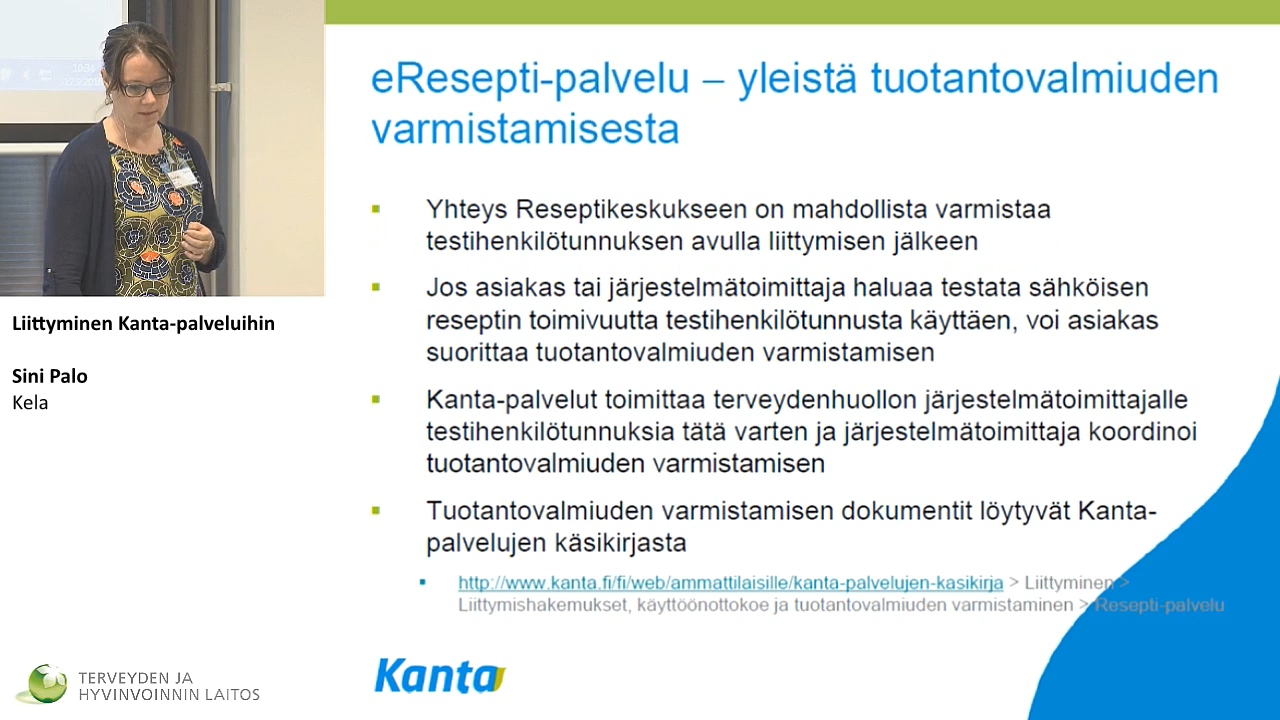 eResepti-palvelu – yleistä tuotantovalmiuden
varmistamisesta
Yhteys Reseptikeskukseen on mahdollista varmistaa
testihenkilötunnuksen avulla liittymisen jälkeen
Jos asiakas tai järjestelmätoimittaja haluaa testata sähköisen
reseptin toimivuutta testihenkilötunnusta käyttäen, voi asiakas
suorittaa tuotantovalmiuden varmistamisen
Kanta-palvelut toimittaa terveydenhuollon järjestelmätoimittajalle
testihenkilötunnuksia tätä varten ja järjestelmätoimittaja koordinoi
tuotantovalmiuden varmistamisen
Tuotantovalmiuden varmistamisen dokumentit löytyvät Kanta-
palvelujen käsikirjasta
http://www.kanta.fi/fi/web/ammattilaisille/kanta-palvelujen-kasikirja > Liittyminen >
Liittymishakemukset, käyttöönottokoe ja tuotantovalmiuden varmistaminen > Resepti-palvelu
Kanta
Liittyminen Kanta-palveluihin
Sini Palo
Kela
TERVEYDEN JA
HYVINVOINNIN LAITOS